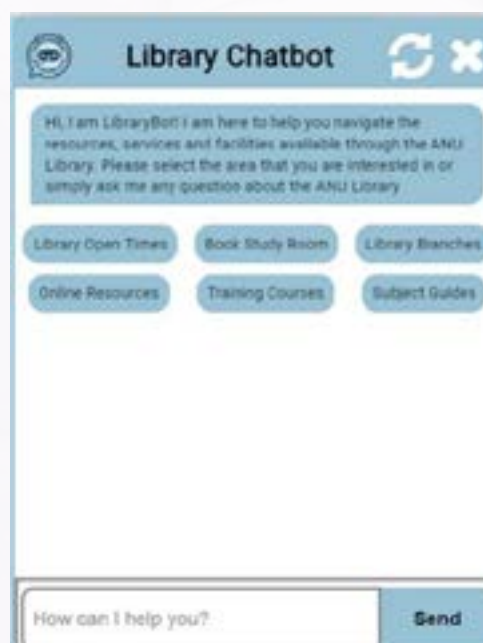 Library Chatbot
Hi, I am LibraryBot! I am here to help you navigate the
resources, services and facilities available through the ANU
Library. Please select the area that you are interested in or
simply ask me any question about the ANU Library
Library Open Times Book Study Room Library Branches
Online Resources Training Courses Subject Guides
How can I help you? Send